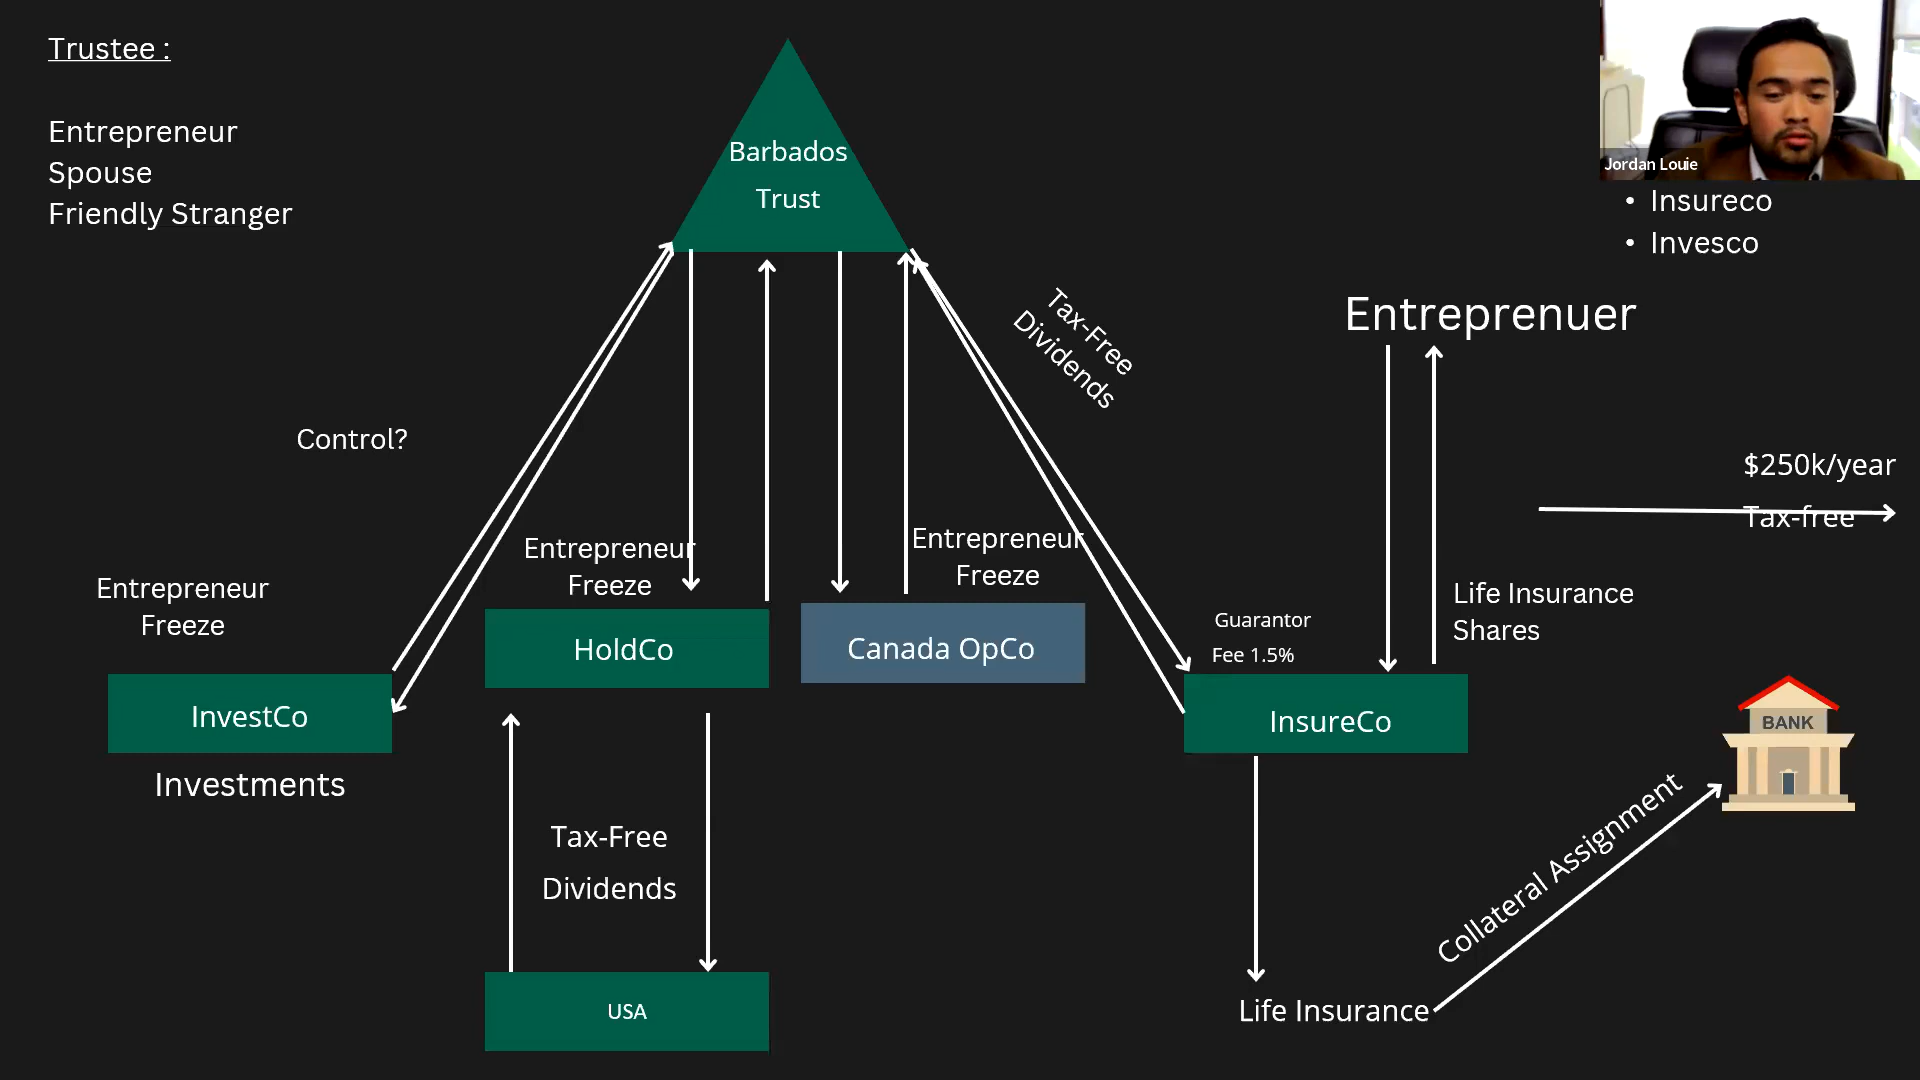 Trustee :
Entrepreneur
Spouse
Friendly Stranger
Barbados
Trust
Jordan Louie
• Insureco
• Invesco
Entreprenuer
Tax-Free
Dividends
Control?
$250k/year
Tax-free
Entrepreneur
Freeze
Entrepreneur
Freeze
Entrepreneur
Freeze
Life Insurance
Shares
Guarantor
Fee 1.5%
HoldCo
Canada OpCo
InvestCo
InsureCo
BANK
Investments
Tax-Free
Dividends
Collateral Assignment
USA
Life Insurance